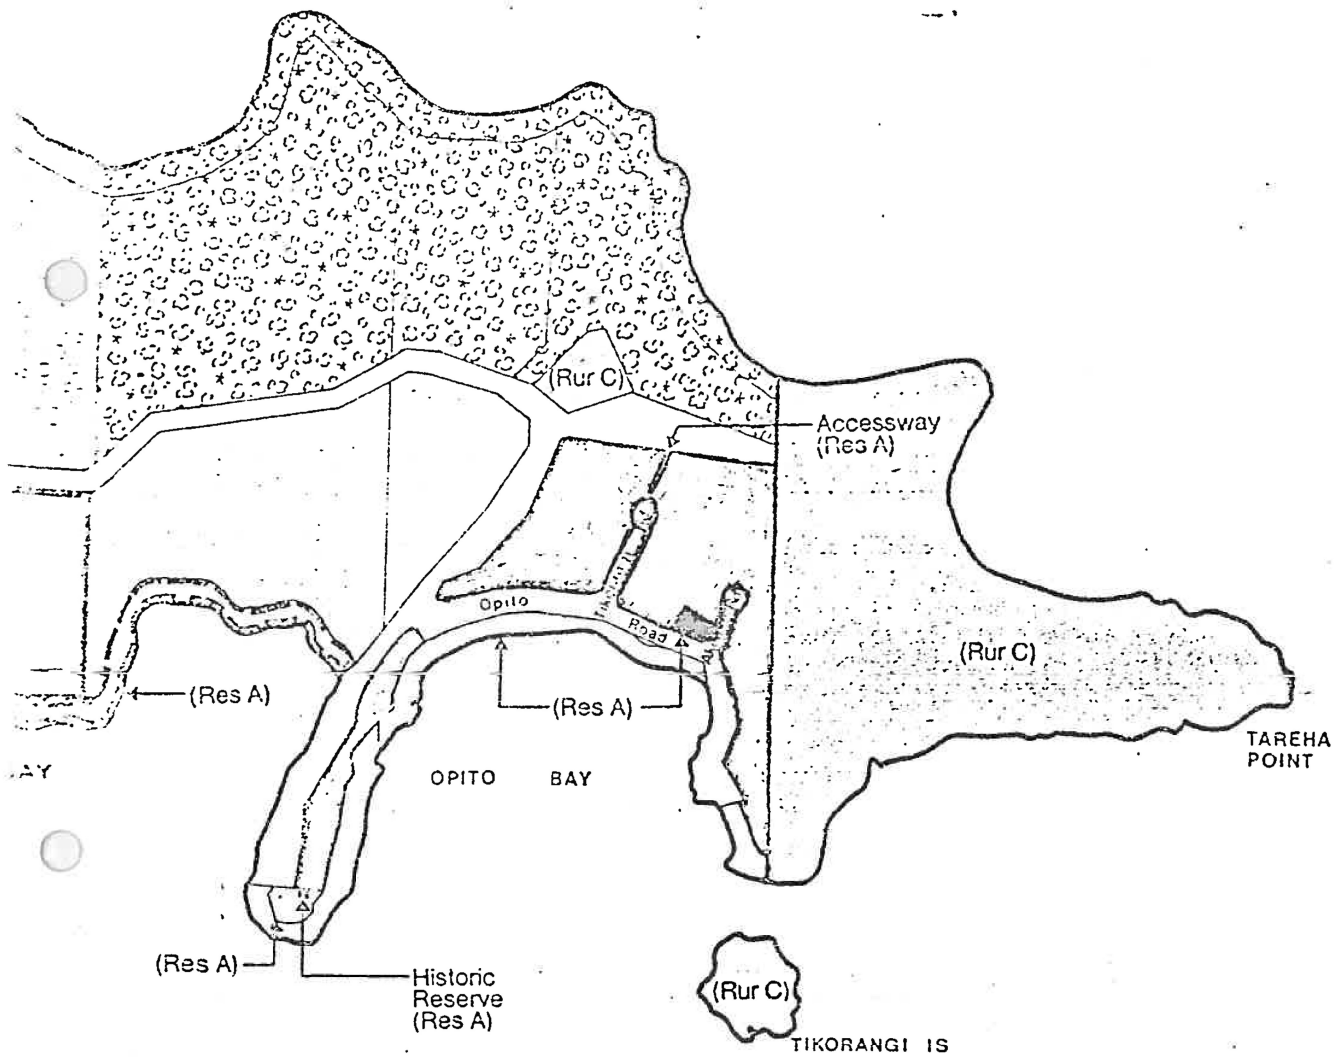 (Rur C)
Accessway
(Res A)
Opito
Road
(Rur C)
(Res A)
(Res A)
TAREHA
POINT
AY
OPITO BAY
(Res A)
Historic
Reserve
(Res A)
(Rur C)
TIKORANGI IS